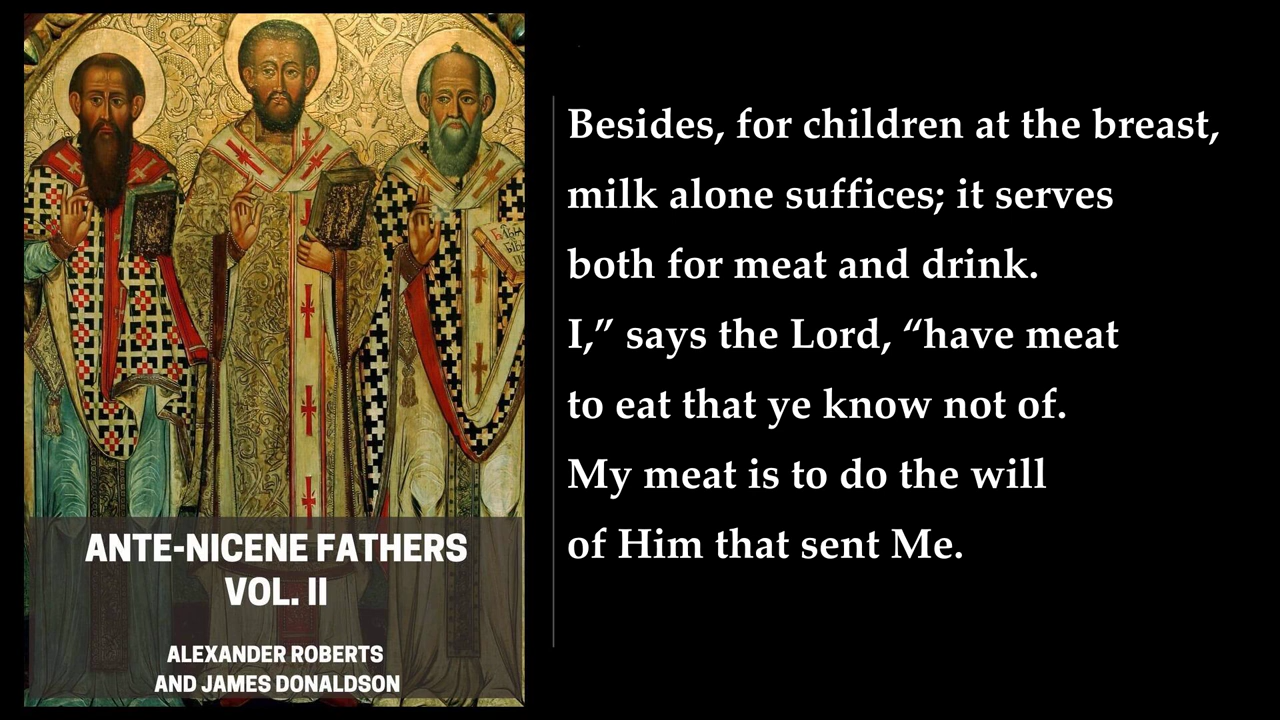 ANTE-NICENE FATHERS
VOL. II
ALEXANDER ROBERTS
AND JAMES DONALDSON
Besides, for children at the breast,
milk alone suffices; it serves
both for meat and drink.
I,” says the Lord, “have meat
to eat that ye know not of.
My meat is to do the will
of Him that sent Me.